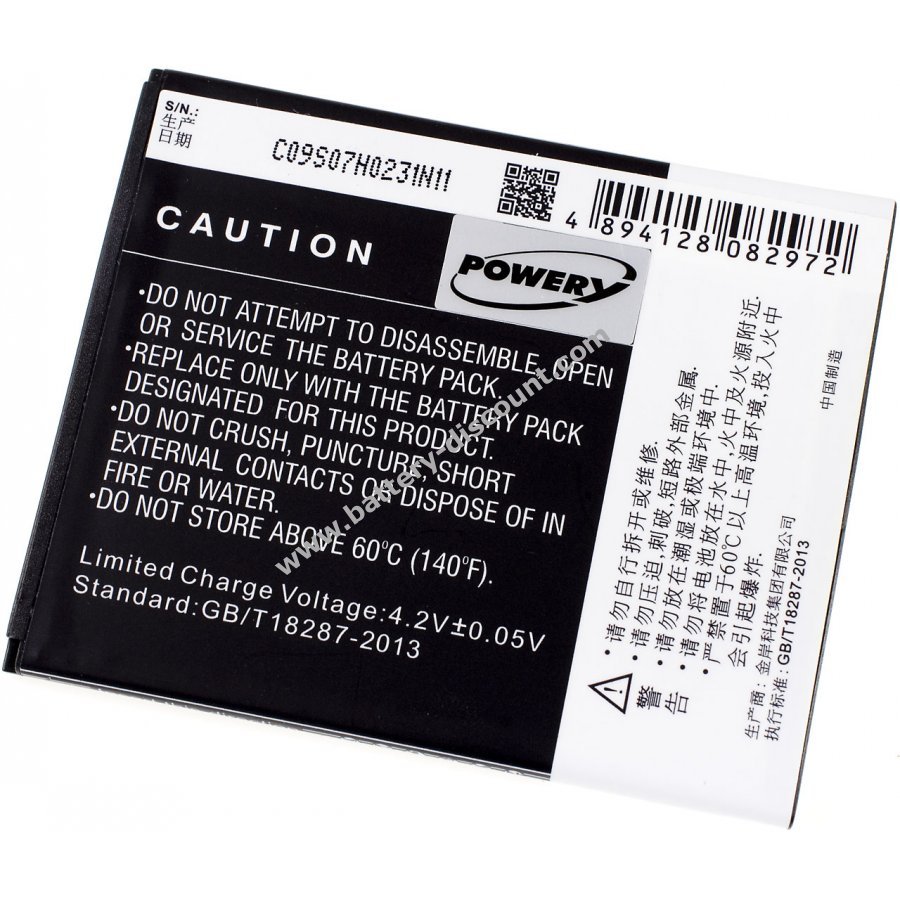 S/N.:
生产
日期
C09S07H0231N11
4 894128 082972
CAUTION
POWERY
•DO NOT ATTEMPT TO DISASSEMBLE, OPEN
OR SERVICE THE BATTERY PACK.
•REPLACE ONLY WITH THE BATTERY PACK
DESIGNATED FOR THIS PRODUCT.
•DO NOT CRUSH, PUNCTURE, SHORT
EXTERNAL CONTACTS OR DISPOSE OF IN
FIRE OR WATER.
•DO NOT STORE ABOVE 60°C (140°F).
Limited Charge Voltage:4.2V±0.05V
Standard:GB/T18287-2013
www.battery-discount.com
警
告
•请勿自行拆开或维修.
•请勿压迫,刺破,短路外部金属.
•请勿放在潮湿或极端环境中.
•请勿将电池放在水中,火中及火源附近.
•严禁置于60℃以上高温环境,投入火中
会引起爆炸.
生产商:金岸科技集团有限公司
执行标准:GB/T18287-2013
中国制造